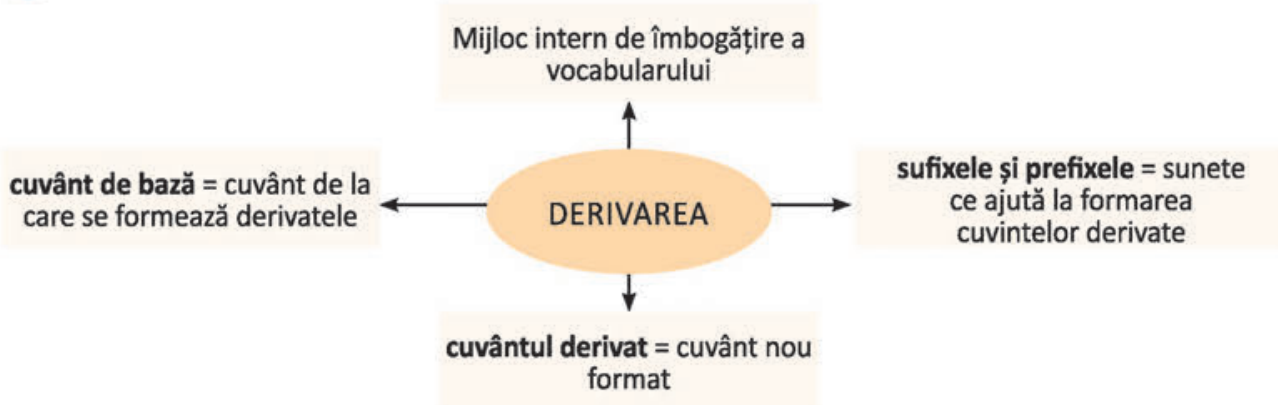 Mijloc intern de îmbogățire a
vocabularului
cuvânt de bază = cuvânt de la
care se formează derivatele
DERIVAREA
sufixele și prefixele = sunete
ce ajută la formarea
cuvintelor derivate
cuvântul derivat = cuvânt nou
format